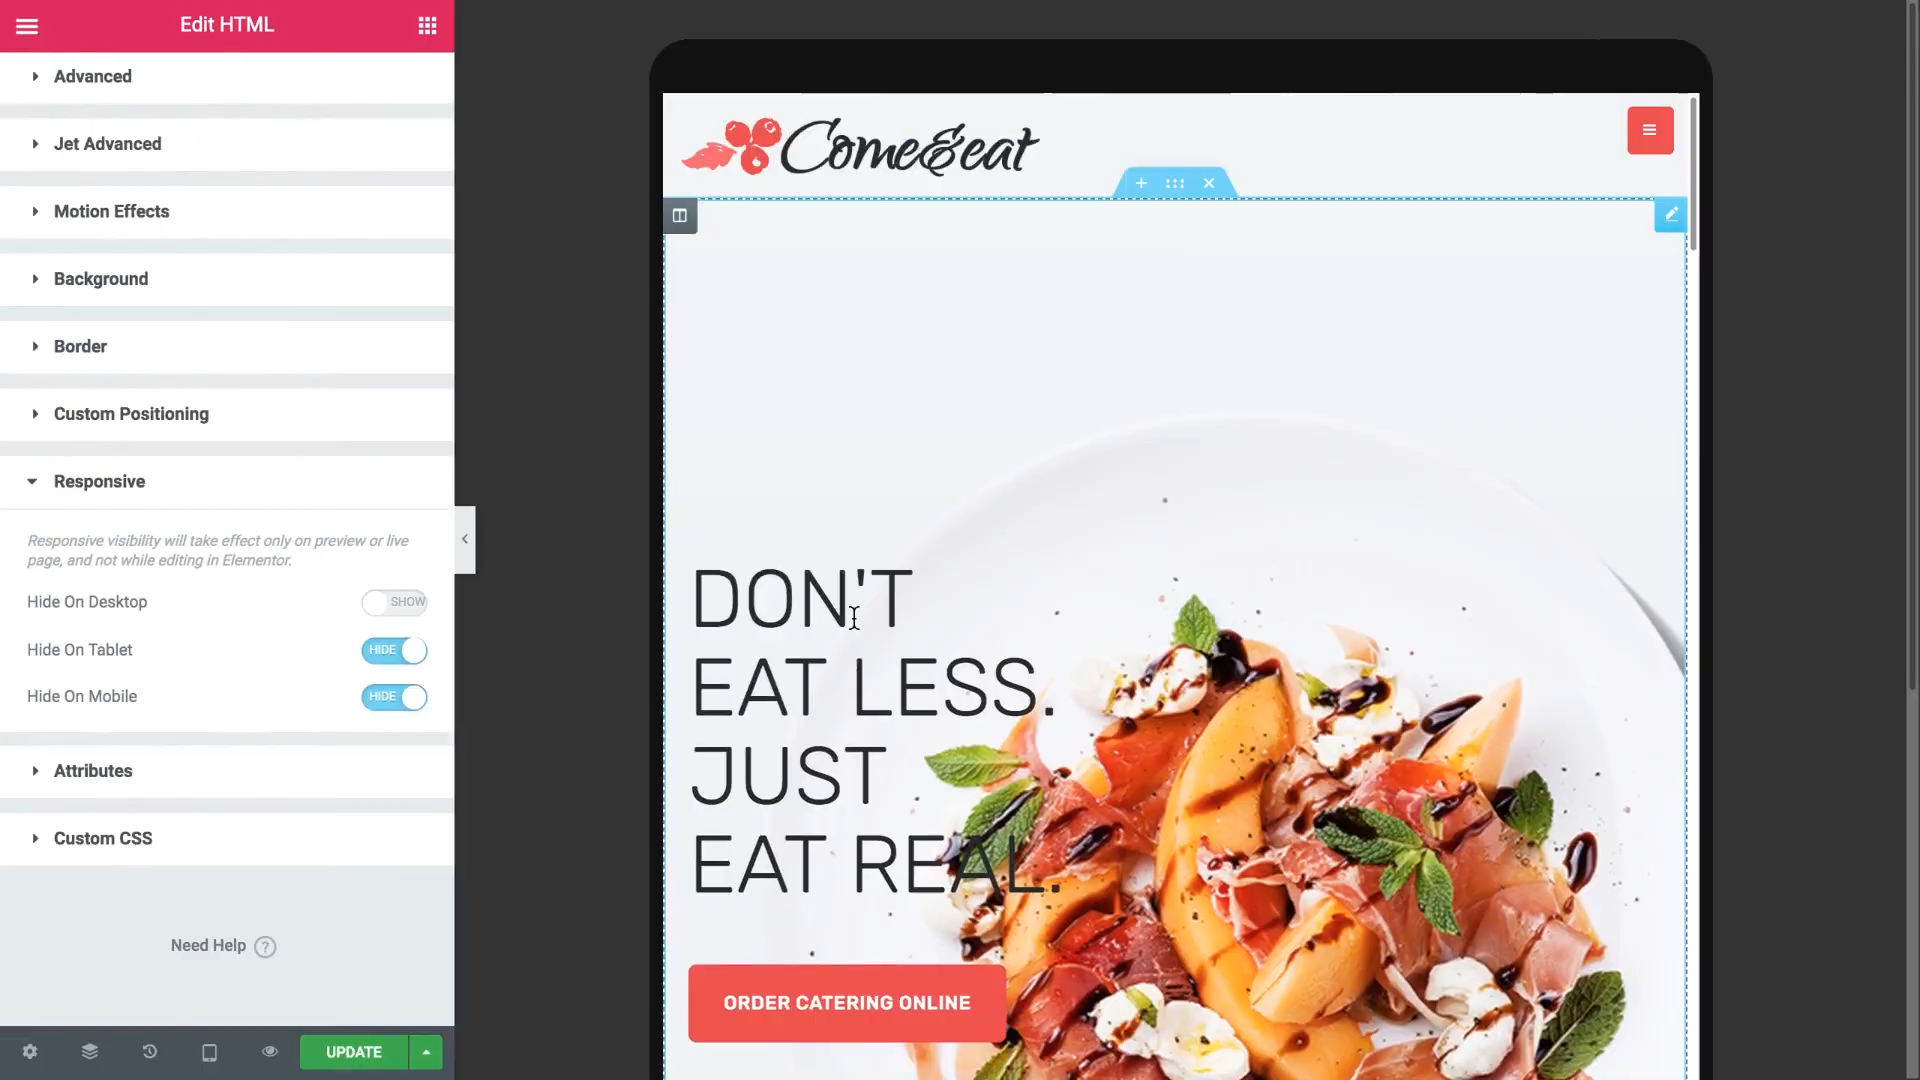 Edit HTML
Advanced
Jet Advanced
Motion Effects
Background
Border
Custom Positioning
Responsive
Responsive visibility will take effect only on preview or live
page, and not while editing in Elementor.
Hide On Desktop
SHOW
Hide On Tablet
HIDE
Hide On Mobile
HIDE
Attributes
Custom CSS
Need Help ?
UPDATE
Come&eat
DON'T
EAT LESS.
JUST
EAT REAL.
ORDER CATERING ONLINE